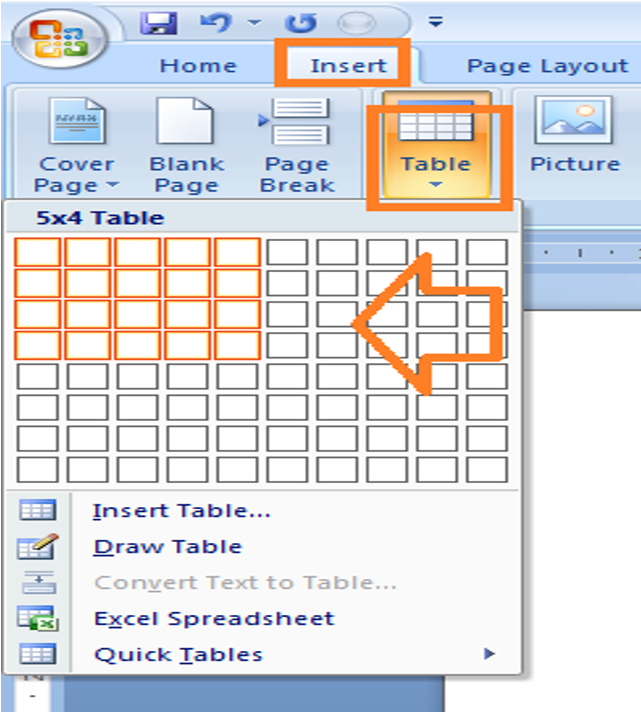 Home Insert Page Layout
Cover Page
Blank Page
Page Break
Table
Picture
5x4 Table
Insert Table...
Draw Table
Convert Text to Table...
Excel Spreadsheet
Quick Tables